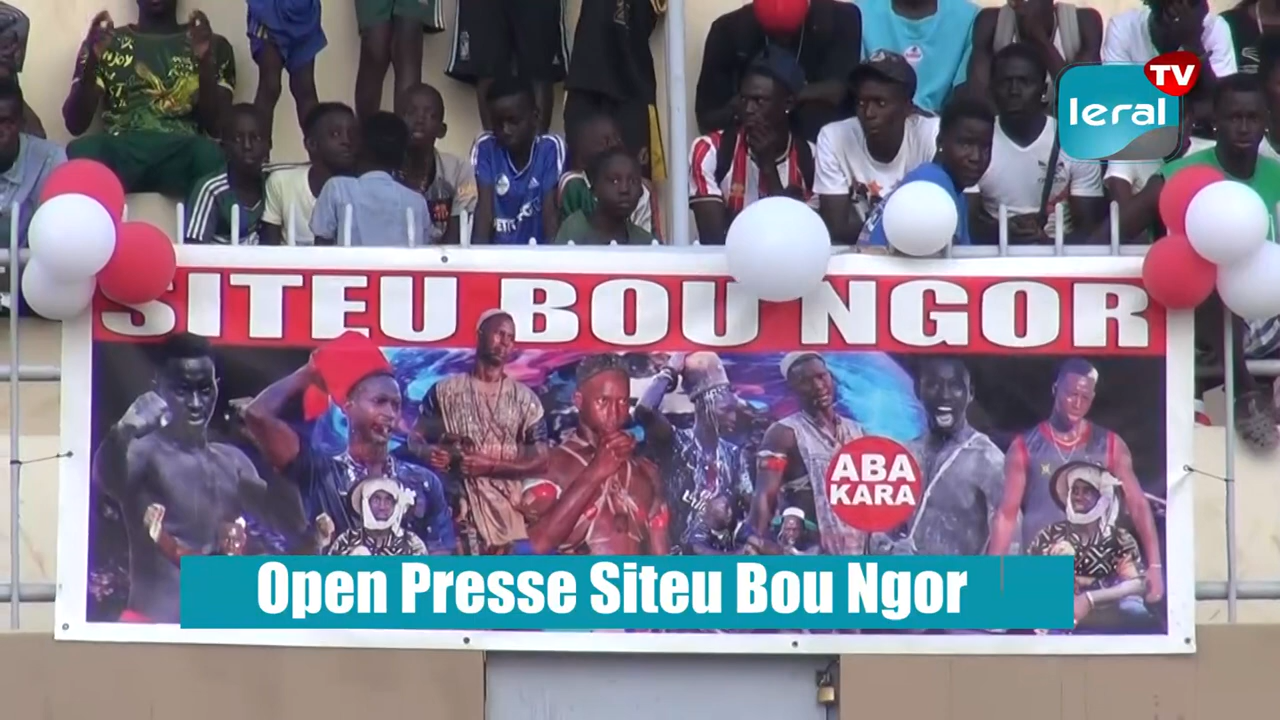 TV
leral
SITEU BOU NGOR
ABA
KARA
Open Presse Siteu Bou Ngor